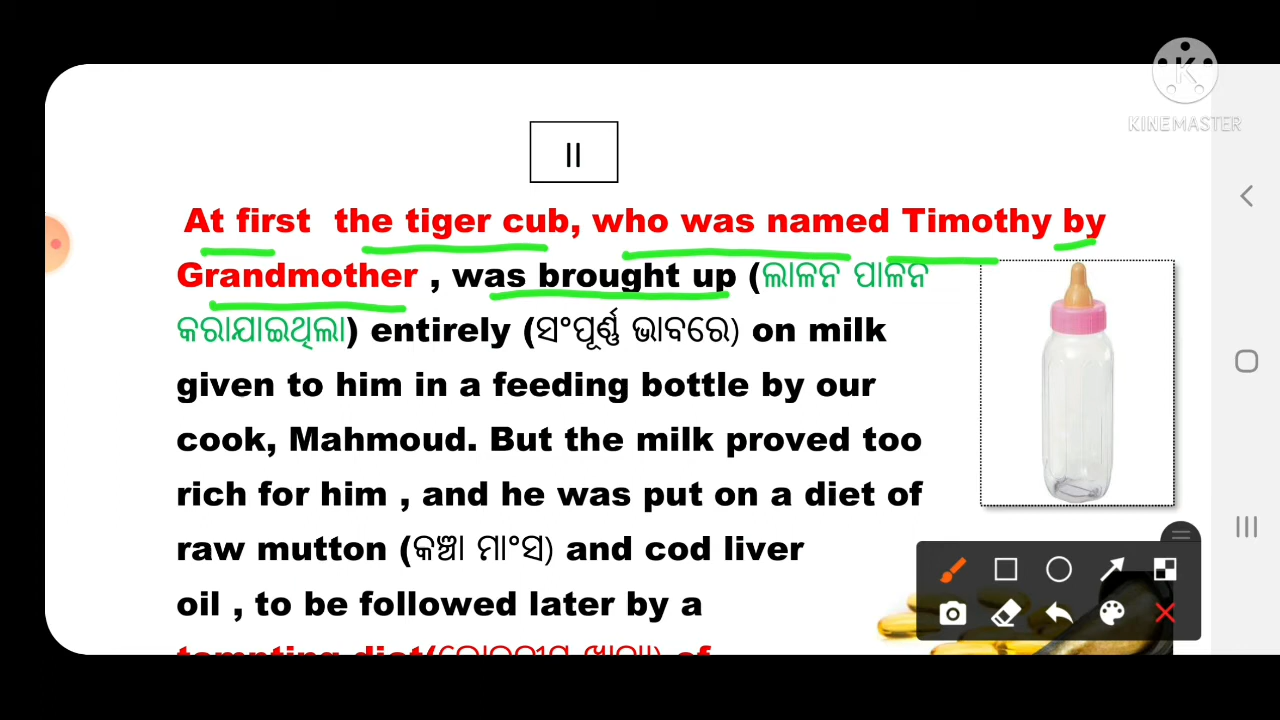 KINEMASTER
II
At first the tiger cub, who was named Timothy by
Grandmother , was brought up (ଲାଳନ ପାଳନ
କରାଯାଇଥିଲା) entirely (ସଂପୂର୍ଣ୍ଣ ଭାବରେ) on milk
given to him in a feeding bottle by our
cook, Mahmoud. But the milk proved too
rich for him , and he was put on a diet of
raw mutton (କଞ୍ଚା ମାଂସ) and cod liver
oil , to be followed later by a
tempting diet( of